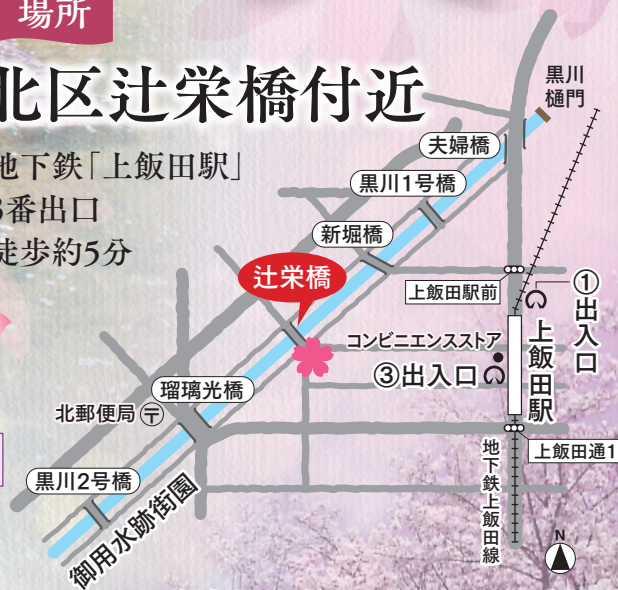 場所
北区辻栄橋付近
地下鉄「上飯田駅」
3番出口
徒歩約5分
黒川
樋門
夫婦橋
黒川1号橋
新堀橋
辻栄橋
上飯田駅前
①出入口
コンビニエンスストア
③出入口
上飯田駅
瑠璃光橋
北郵便局〒
上飯田通1
黒川2号橋
御用水跡街園
地下鉄上飯田線
N